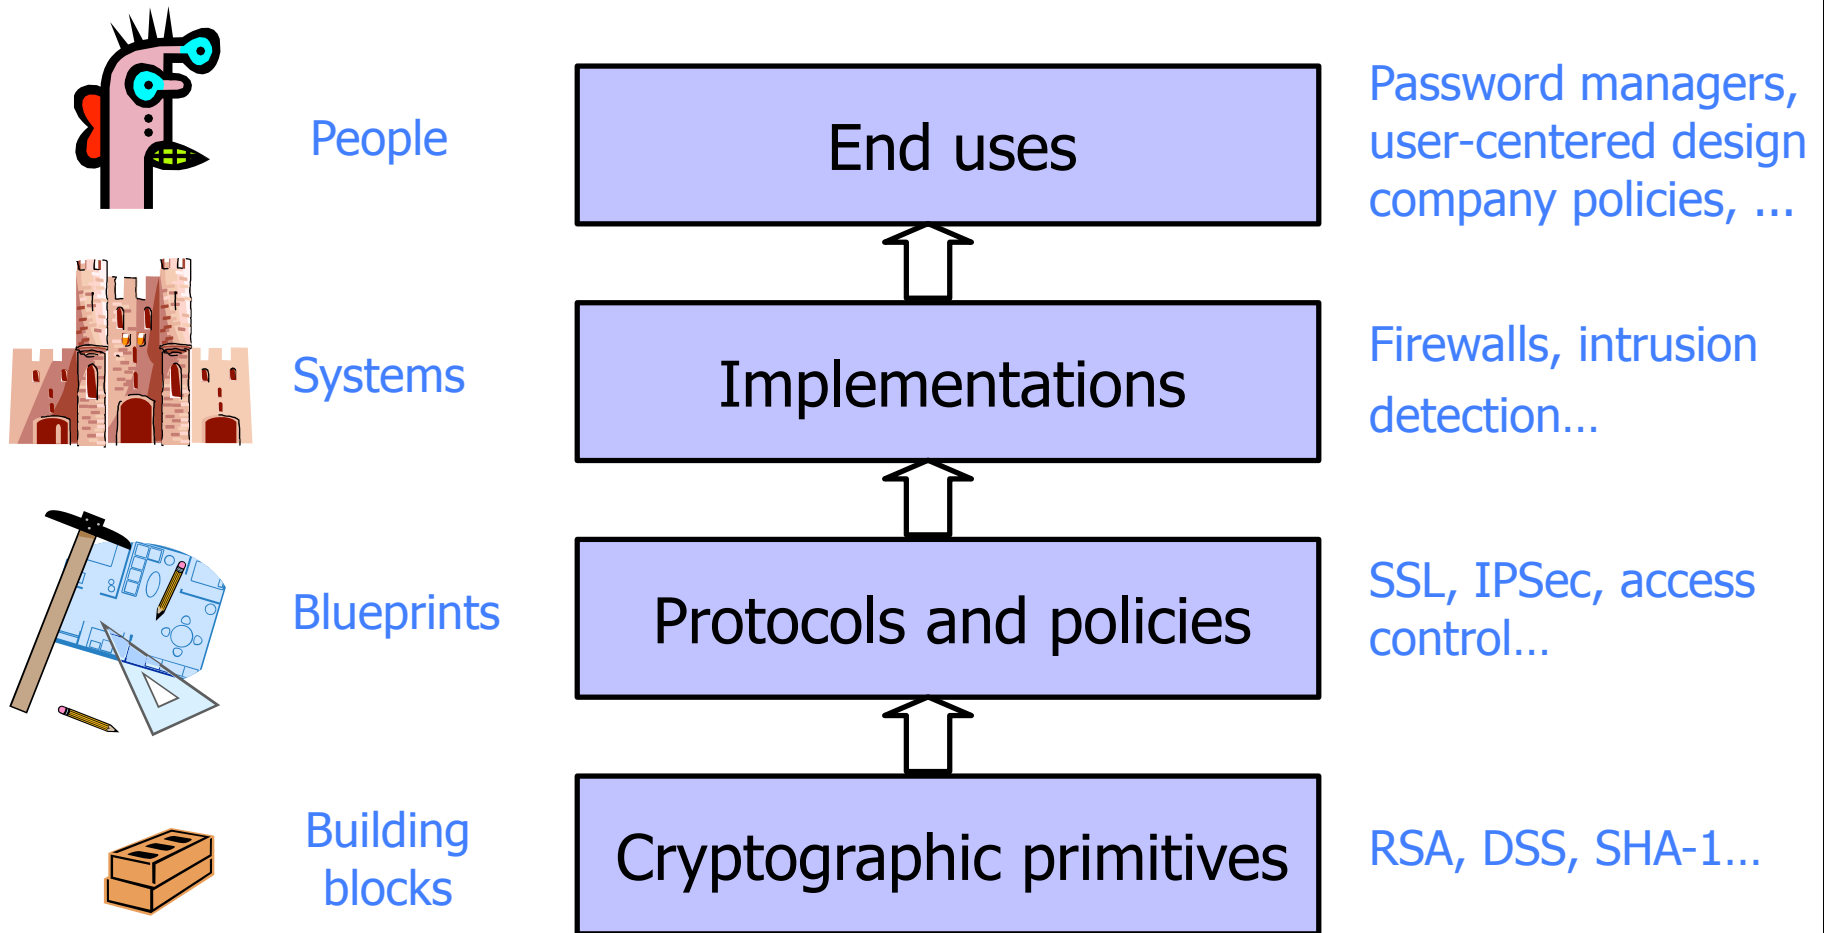 People
End uses
Password managers,
user-centered design
company policies, ...
Systems
Implementations
Firewalls, intrusion
detection…
Blueprints
Protocols and policies
SSL, IPSec, access
control…
Building
blocks
Cryptographic primitives
RSA, DSS, SHA-1…